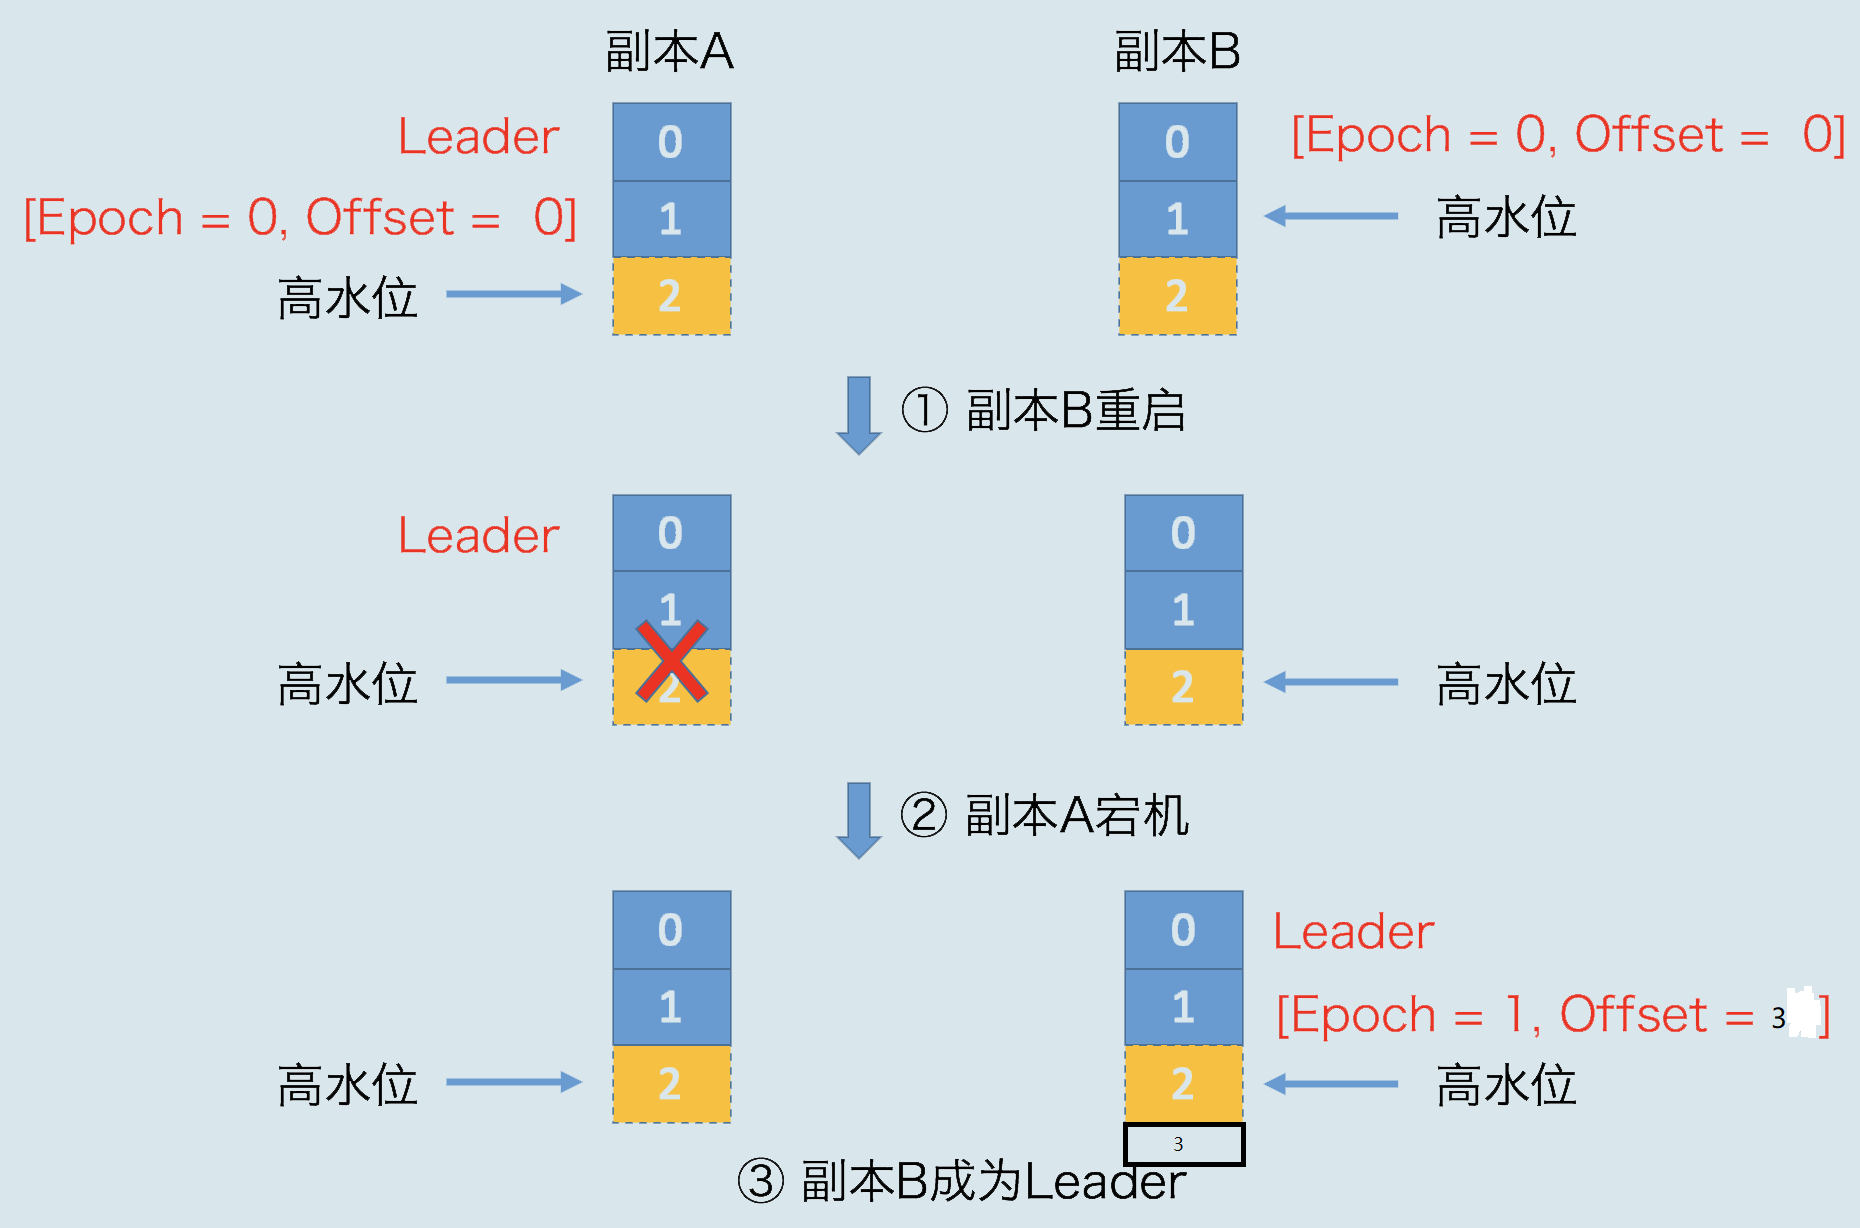 副本A 副本B
Leader
0
0
[Epoch = 0, Offset = 0]
[Epoch = 0, Offset = 0]
1
1
高水位
高水位
2
2
① 副本B重启
Leader
0
0
1
1
高水位
2
2
高水位
② 副本A宕机
0
0
Leader
1
1
[Epoch = 1, Offset = 3]
高水位
2
2
高水位
3
③ 副本B成为Leader